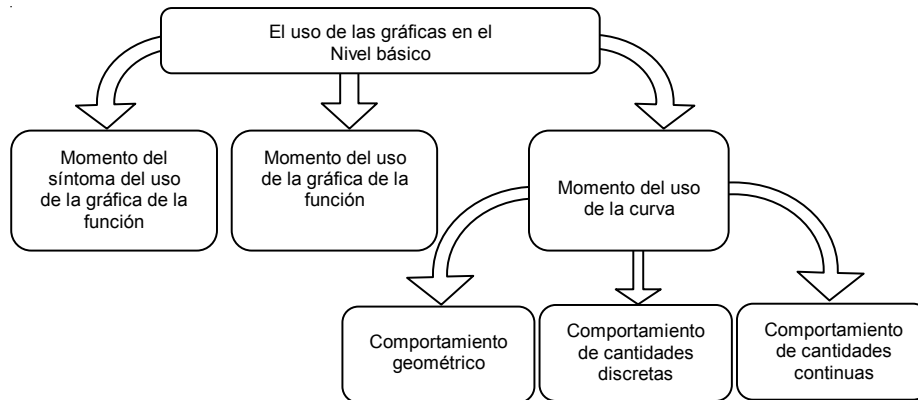 El uso de las gráficas en el
Nivel básico
Momento del
síntoma del uso
de la gráfica de la
función
Momento del uso
de la gráfica de la
función
Momento del uso
de la curva
Comportamiento
geométrico
Comportamiento
de cantidades
discretas
Comportamiento
de cantidades
continuas